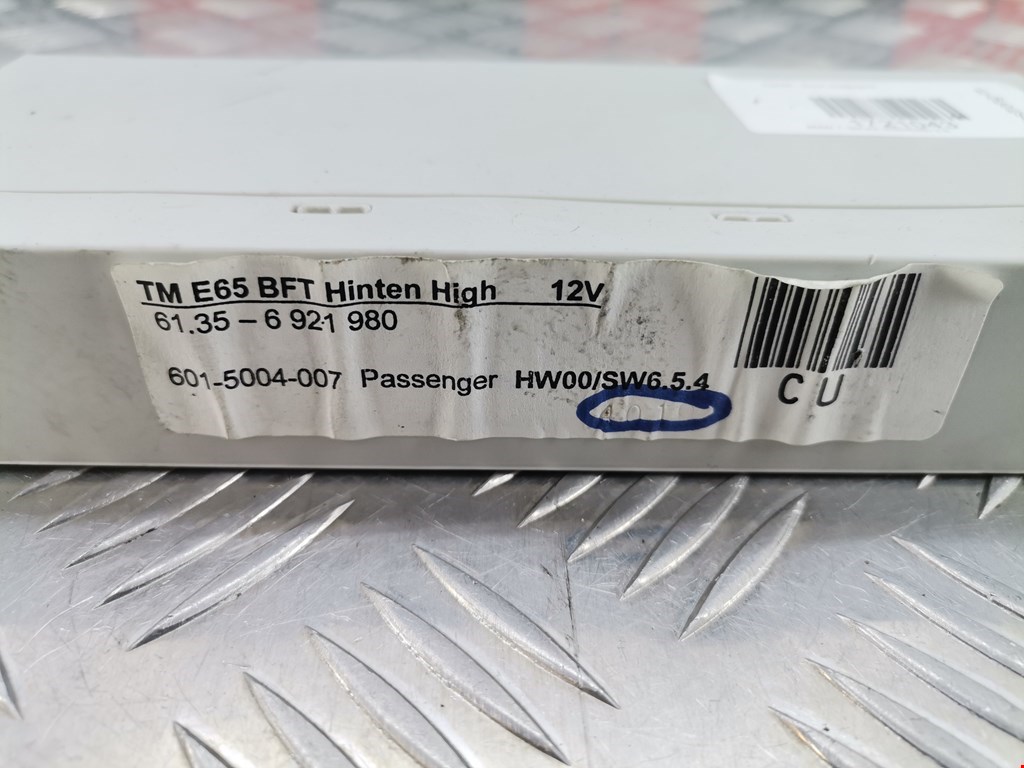 TM E65 BFT Hinten High 12V
61.35 – 6 921 980
601-5004-007 Passenger HW00/SW6.5.4
CU